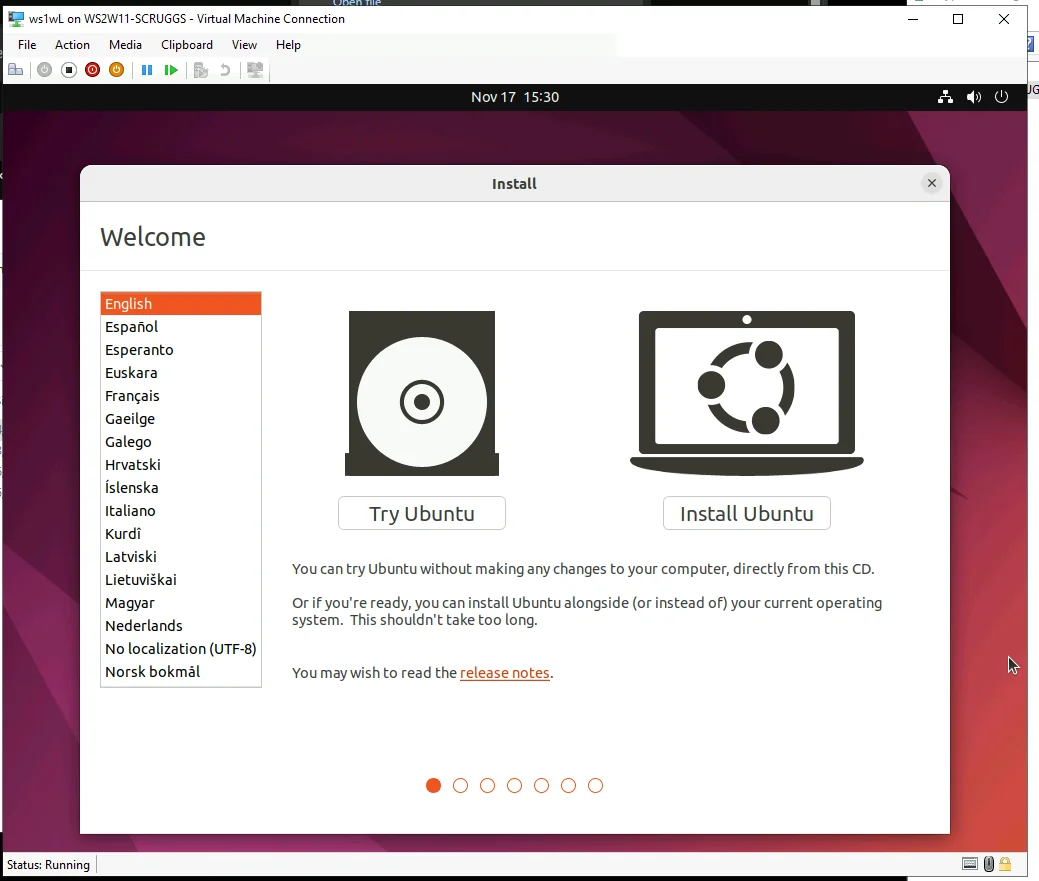 Open file
ws1wL on WS2W11-SCRUGGS - Virtual Machine Connection
File Action Media Clipboard View Help
Nov 17 15:30
Install
Welcome
English
Español
Esperanto
Euskara
Français
Gaeilge
Galego
Hrvatski
Íslenska
Italiano
Kurdî
Latviski
Lietuviškai
Magyar
Nederlands
No localization (UTF-8)
Norsk bokmål
Try Ubuntu
Install Ubuntu
You can try Ubuntu without making any changes to your computer, directly from this CD.
Or if you're ready, you can install Ubuntu alongside (or instead of) your current operating
system. This shouldn't take too long.
You may wish to read the release notes.
Status: Running